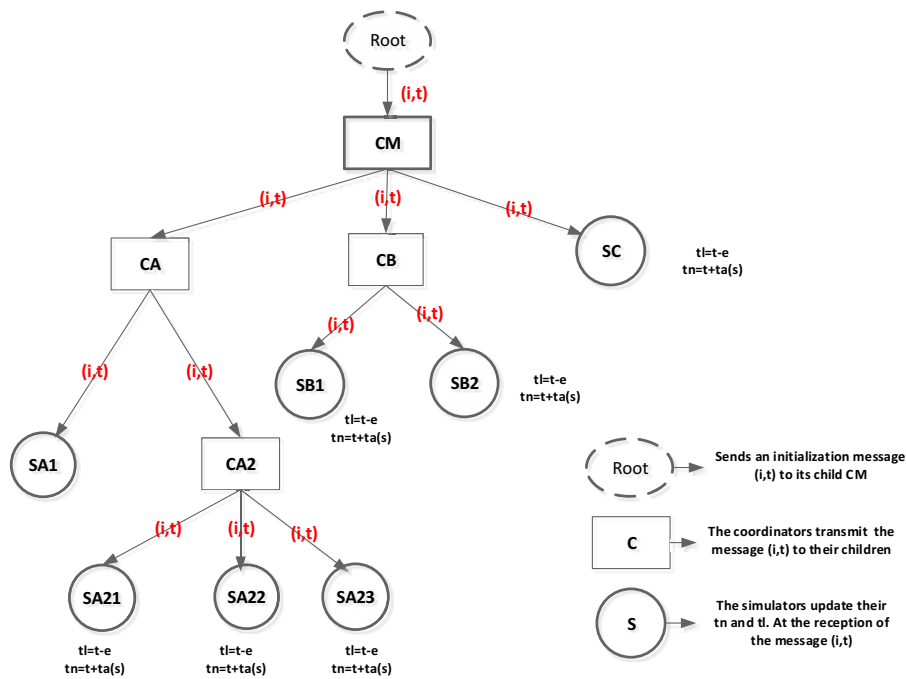 Root
(i,t)
CM
(i,t)
(i,t)
(i,t)
CA
CB
SC
tl=t-e
tn=t+ta(s)
(i,t)
(i,t)
(i,t)
(i,t)
SB1
SB2
tl=t-e
tn=t+ta(s)
tl=t-e
tn=t+ta(s)
SA1
CA2
(i,t)
(i,t)
(i,t)
SA21
SA22
SA23
tl=t-e
tn=t+ta(s)
tl=t-e
tn=t+ta(s)
tl=t-e
tn=t+ta(s)
Root
Sends an initialization message
(i,t) to its child CM
C
The coordinators transmit the
message (i,t) to their children
S
The simulators update their
tn and tl. At the reception of
the message (i,t)